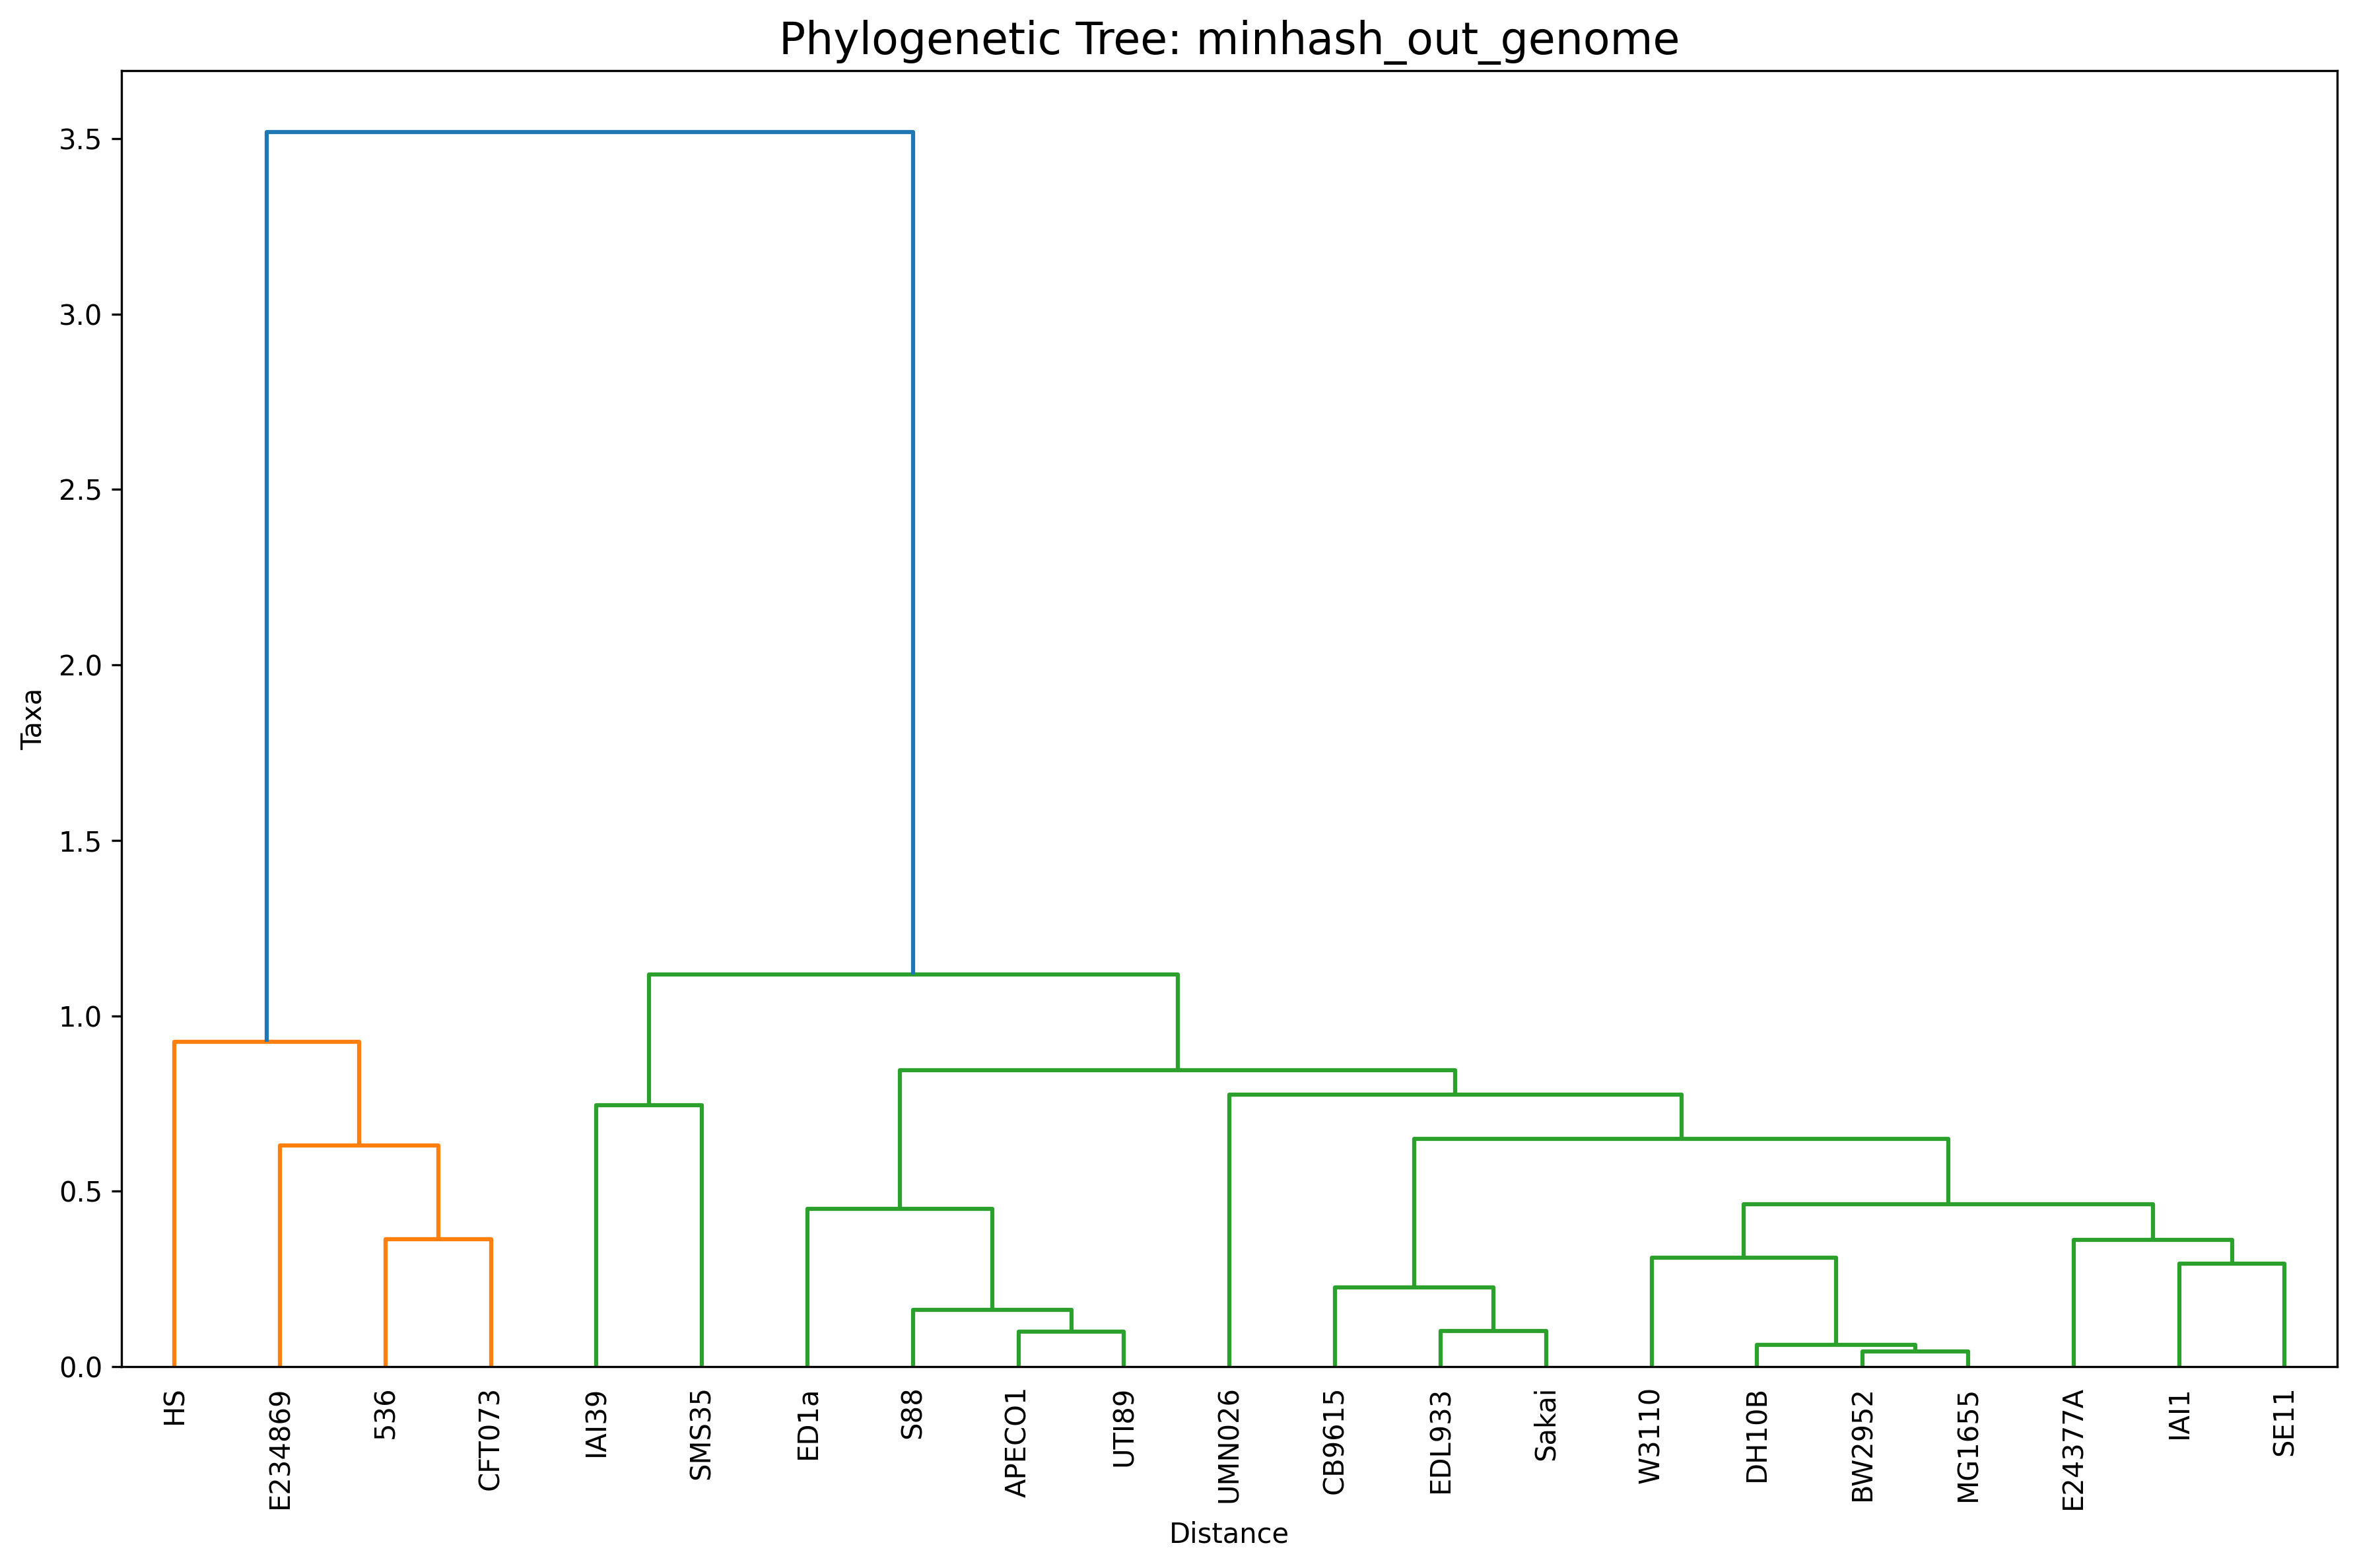 Phylogenetic Tree: minhash_out_genome
3.5
3.0
2.5
2.0
1.5
1.0
0.5
0.0
Taxa
HS
E234869
536
CFT073
IAI39
SMS35
ED1a
S88
APECO1
UTI89
UMN026
CB9615
EDL933
Sakai
W3110
DH10B
BW2952
MG1655
E24377A
IAI1
SE11
Distance